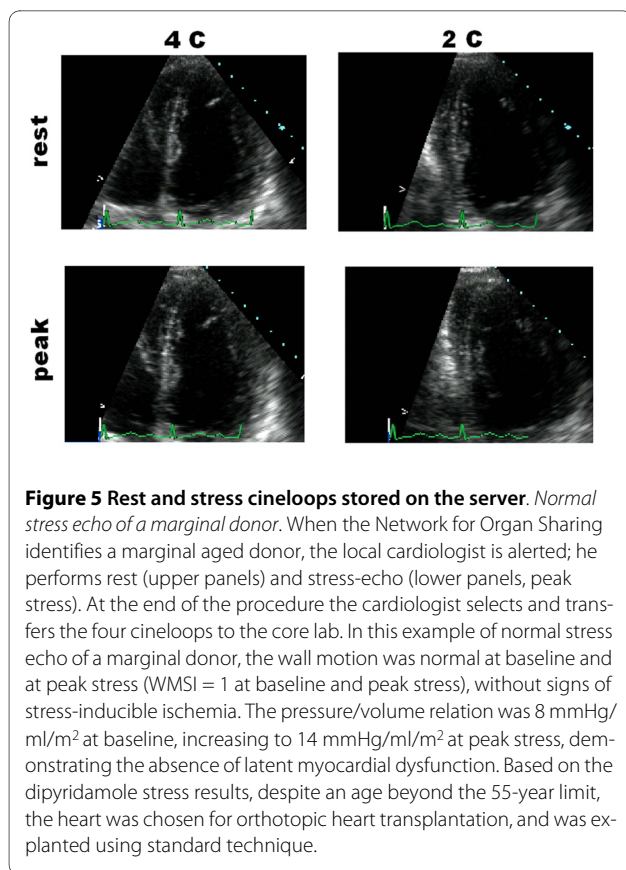 4 C
2 C
rest
peak
Figure 5 Rest and stress cineloops stored on the server. Normal
stress echo of a marginal donor. When the Network for Organ Sharing
identifies a marginal aged donor, the local cardiologist is alerted; he
performs rest (upper panels) and stress-echo (lower panels, peak
stress). At the end of the procedure the cardiologist selects and trans-
fers the four cineloops to the core lab. In this example of normal stress
echo of a marginal donor, the wall motion was normal at baseline and
at peak stress (WMSI = 1 at baseline and peak stress), without signs of
stress-inducible ischemia. The pressure/volume relation was 8 mmHg/
ml/m² at baseline, increasing to 14 mmHg/ml/m² at peak stress, dem-
onstrating the absence of latent myocardial dysfunction. Based on the
dipyridamole stress results, despite an age beyond the 55-year limit,
the heart was chosen for orthotopic heart transplantation, and was ex-
planted using standard technique.